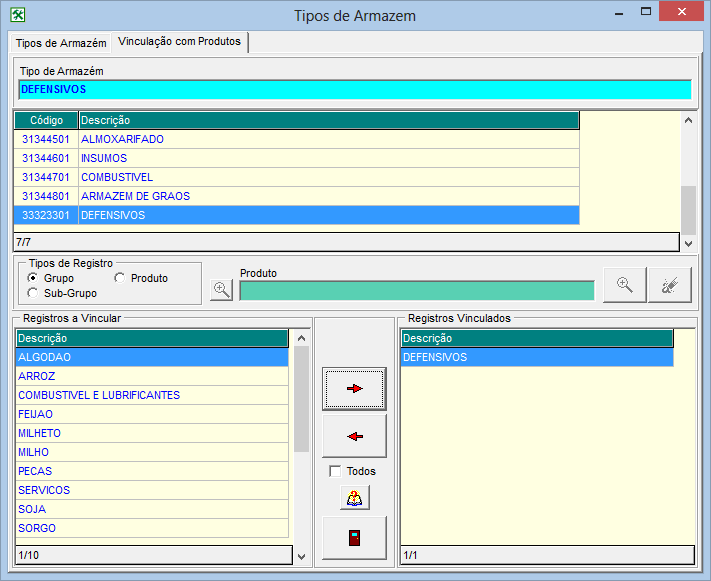 Tipos de Armazem
Tipos de Armazém Vinculação com Produtos
Tipo de Armazém
DEFENSIVOS
Código Descrição
31344501 ALMOXARIFADO
31344601 INSUMOS
31344701 COMBUSTIVEL
31344801 ARMAZEM DE GRAOS
33323301 DEFENSIVOS
7/7
Tipos de Registro
Grupo Produto
Sub-Grupo
Produto
Registros a Vincular
Descrição
ALGODAO
ARROZ
COMBUSTIVEL E LUBRIFICANTES
FEIJAO
MILHETO
MILHO
PECAS
SERVICOS
SOJA
SORGO
1/10
Todos
Registros Vinculados
Descrição
DEFENSIVOS
1/1